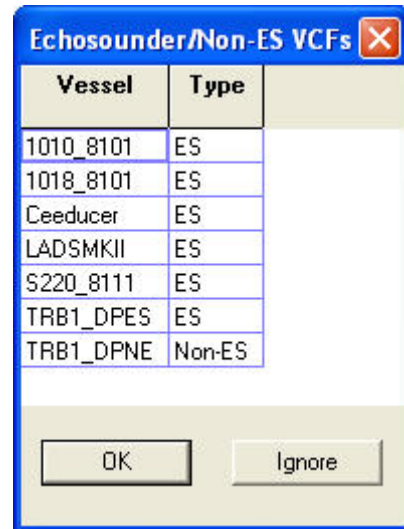 Echosounder/Non-ES VCFs
Vessel Type
1010_8101 ES
1018_8101 ES
Ceeducer ES
LADSMKII ES
S220_8111 ES
TRB1_DPES ES
TRB1_DPNE Non-ES
OK Ignore